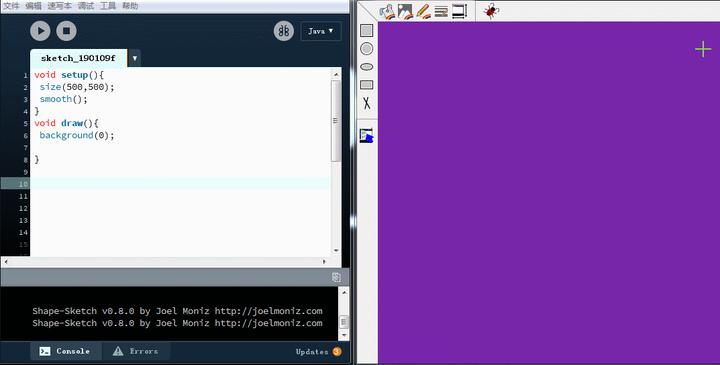 文件 编辑 速写本 调试 工具 帮助
Java ▼
sketch_190109f ▼
1 void setup(){
2 size(500,500);
3 smooth();
4 }
5 void draw(){
6 background(0);
7
8 }
9
10
11
12
13
14
15
Shape-Sketch v0.8.0 by Joel Moniz http://joelmoniz.com
Shape-Sketch v0.8.0 by Joel Moniz http://joelmoniz.com
Console Errors Updates 3